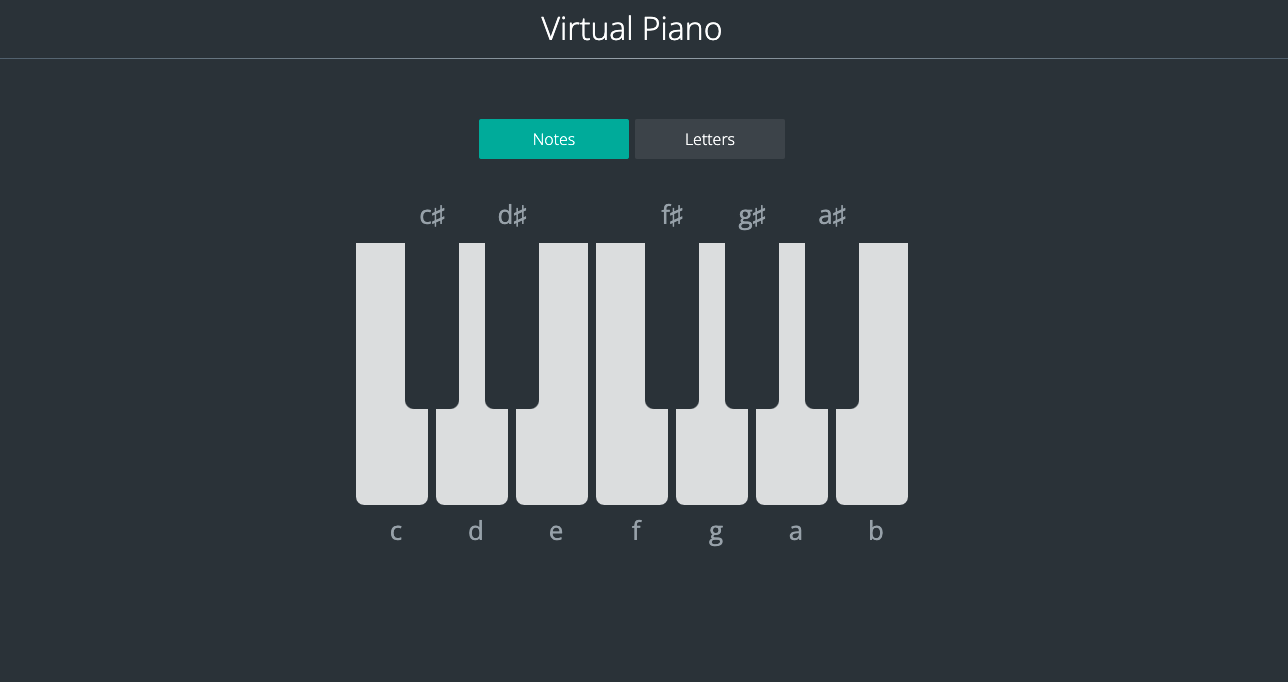 Virtual Piano
Notes Letters
c♯ d♯ f♯ g♯ a♯
c d e f g a b